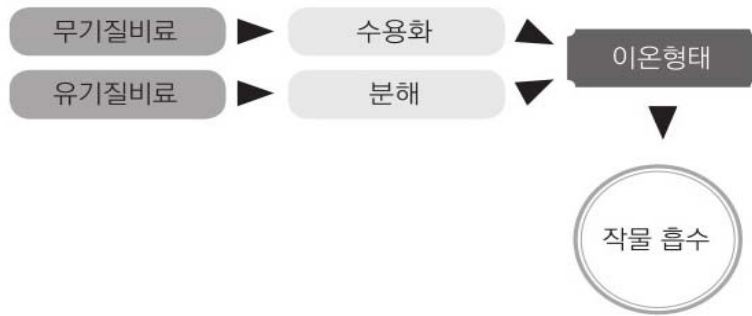 무기질비료
수용화
이온형태
유기질비료
분해
작물 흡수